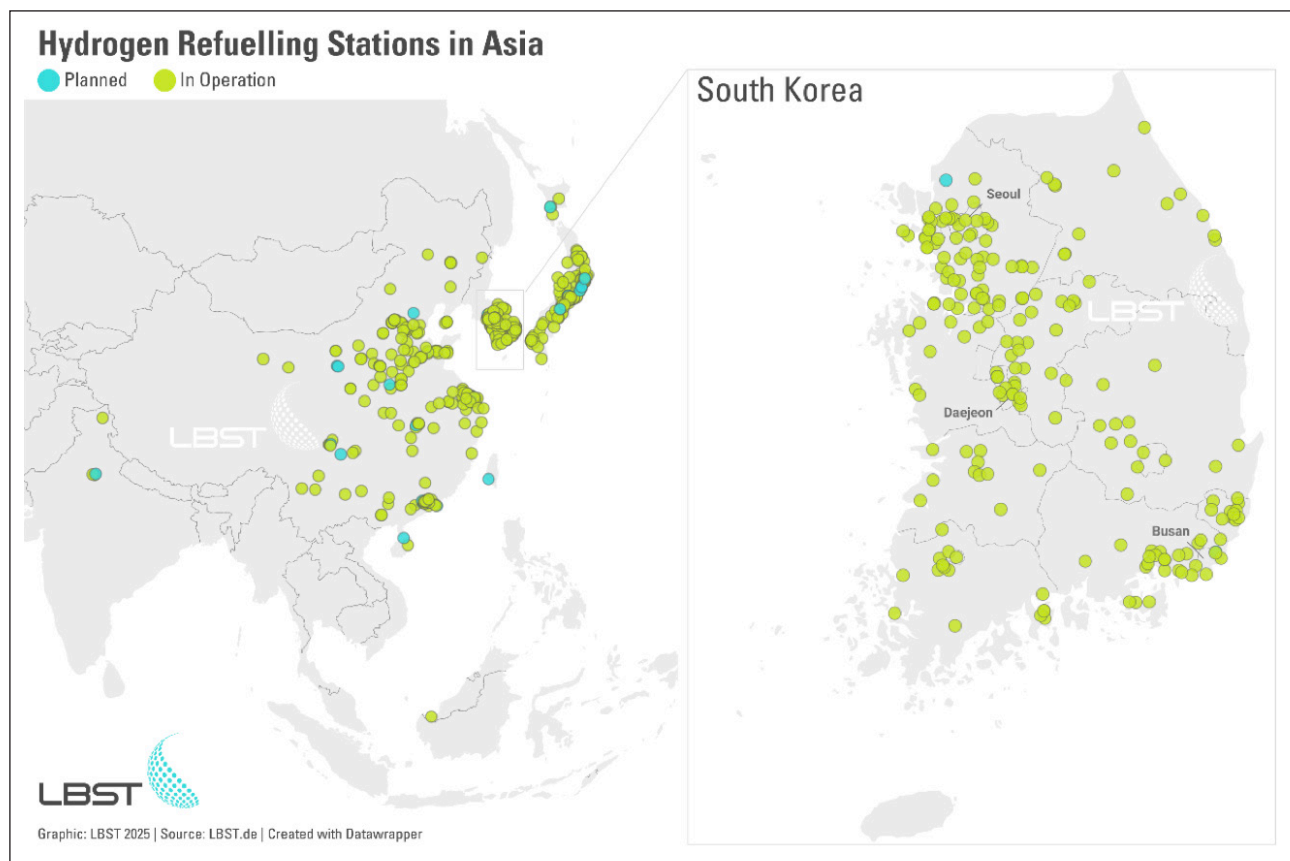 Hydrogen Refuelling Stations in Asia
Planned
In Operation
South Korea
Seoul
LBST
Daejeon
LBST
Busan
LBST
Graphic: LBST 2025 | Source: LBST.de | Created with Datawrapper